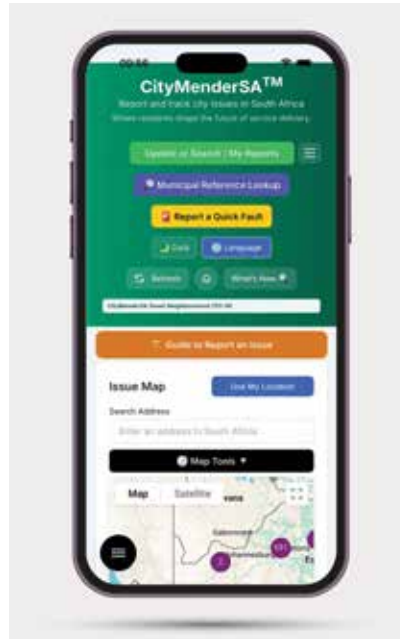 CityMenderSA™
Report and track city issues in South Africa
Where residents shape the future of service delivery.
Update or Search | My Reports
Municipal Reference Lookup
Report a Quick Fault
Dark
Language
Refresh
What's New
Guide to Report an Issue
Issue Map
Use My Location
Search Address
Enter an address in South Africa
Map Tools
Map
Satellite
Gaborone